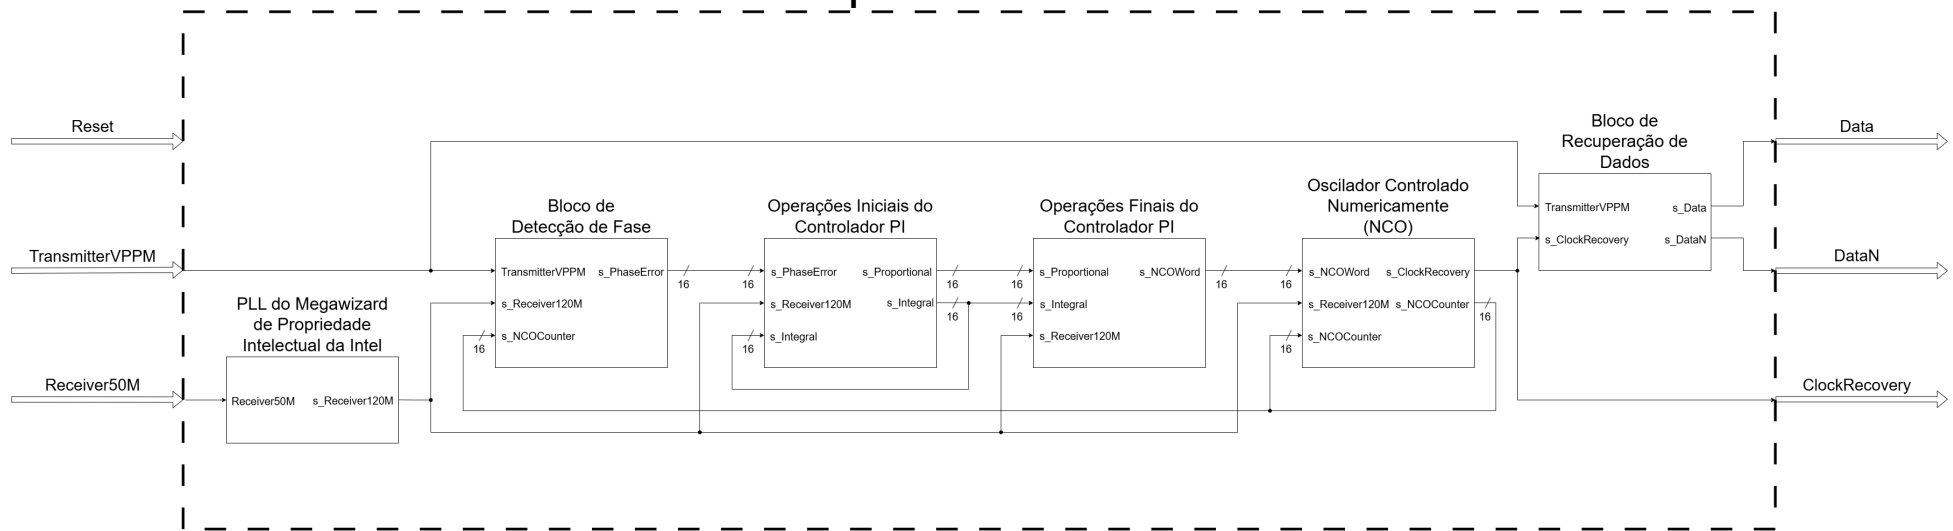 Reset
TransmitterVPPM
Receiver50M
PLL do Megawizard
de Propriedade
Intelectual da Intel
Receiver50M
s_Receiver120M
Bloco de
Detecção de Fase
TransmitterVPPM
s_PhaseError
s_Receiver120M
s_NCOCounter
16
16
16
Operações Iniciais do
Controlador PI
s_PhaseError
s_Proportional
s_Receiver120M
s_Integral
s_Integral
16
16
16
16
16
Operações Finais do
Controlador PI
s_Proportional
s_NCOWord
s_Integral
s_Receiver120M
16
16
Oscilador Controlado
Numericamente
(NCO)
s_NCOWord
s_ClockRecovery
s_Receiver120M
s_NCOCounter
s_NCOCounter
16
16
Bloco de
Recuperação de
Dados
TransmitterVPPM
s_Data
s_ClockRecovery
s_DataN
Data
DataN
ClockRecovery